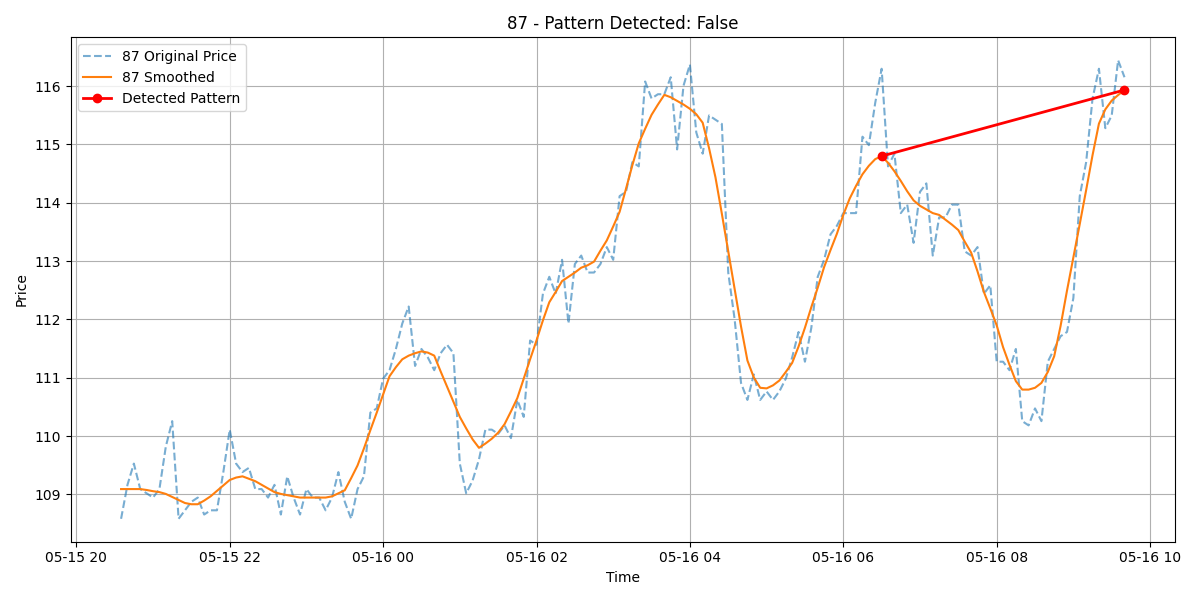 87 - Pattern Detected: False
87 Original Price
87 Smoothed
Detected Pattern
Price
116
115
114
113
112
111
110
109
05-15 20
05-15 22
05-16 00
05-16 02
05-16 04
05-16 06
05-16 08
05-16 10
Time